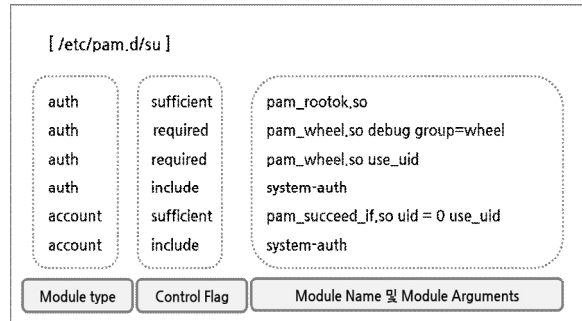 [ /etc/pam.d/su ]
auth sufficient pam_rootok.so
auth required pam_wheel.so debug group=wheel
auth required pam_wheel.so use_uid
auth include system-auth
account sufficient pam_succeed_if.so uid = 0 use_uid
account include system-auth
Module type Control Flag Module Name 및 Module Arguments